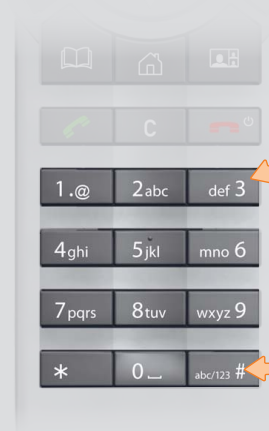 C
1.@ 2abc def 3
4ghi 5jkl mno 6
7pqrs 8tuv wxyz 9
* 0⎵ abc/123 #